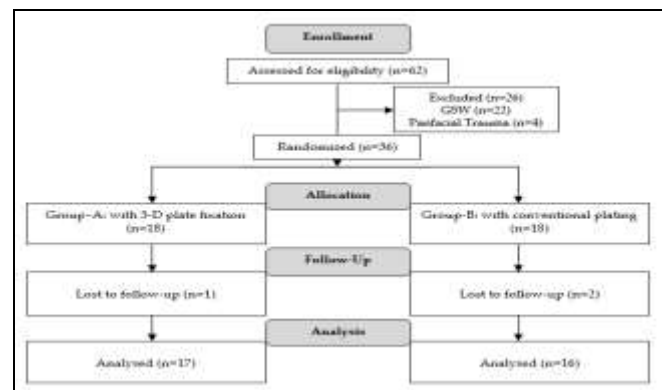 Enrollment
Assessed for eligibility (n=62)
Excluded (n=26)
GSW (n=22)
Panfacial Trauma (n=4)
Randomized (n=36)
Allocation
Group-A: with 3-D plate fixation
(n=18)
Group-B: with conventional plating
(n=18)
Follow-Up
Lost to follow-up (n=1)
Lost to follow-up (n=2)
Analysis
Analysed (n=17)
Analysed (n=16)